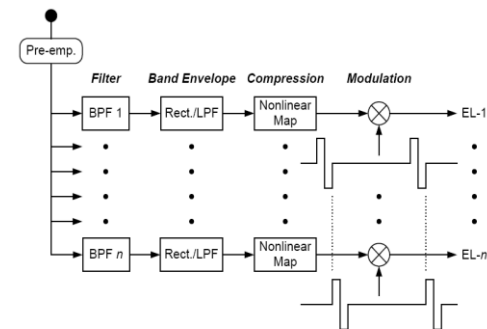 Pre-emp.
Filter Band Envelope Compression Modulation
BPF 1 Rect./LPF Nonlinear Map EL-1
BPF n Rect./LPF Nonlinear Map EL-n